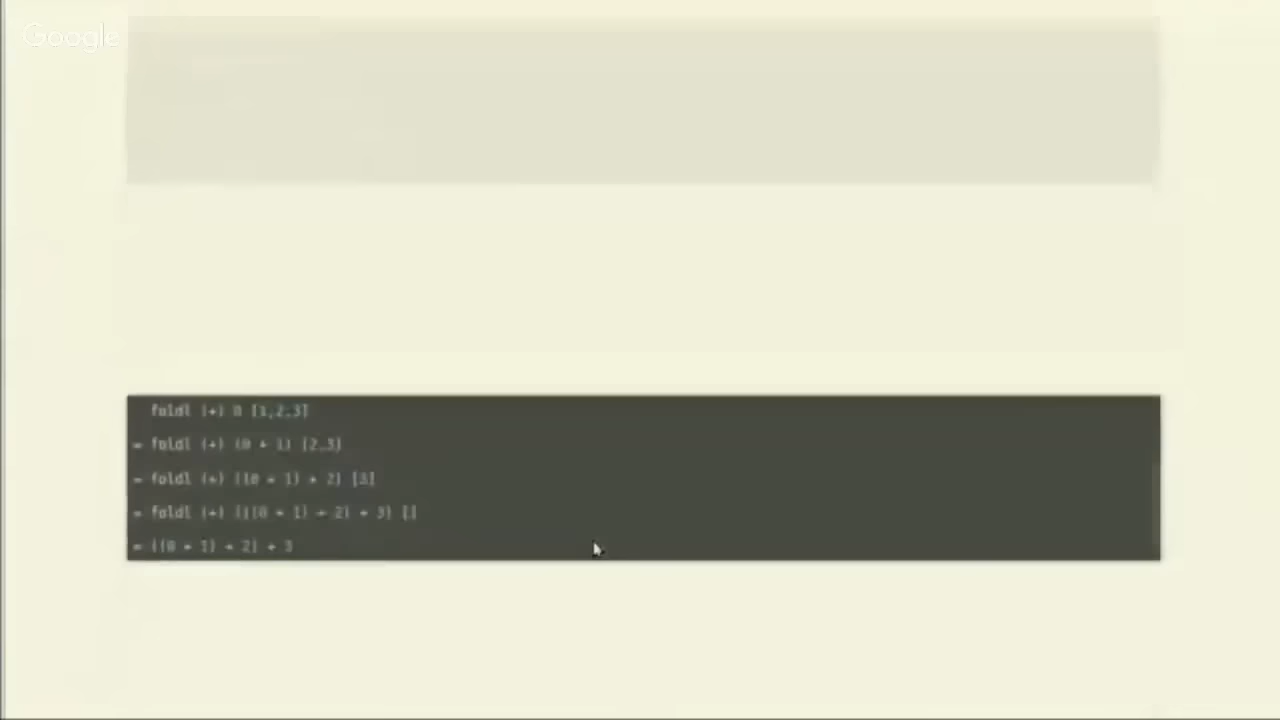 Google
foldl (+) 0 [1,2,3]
= foldl (+) (0 + 1) [2,3]
= foldl (+) ((0 + 1) + 2) [3]
= foldl (+) (((0 + 1) + 2) + 3) []
= ((0 + 1) + 2) + 3